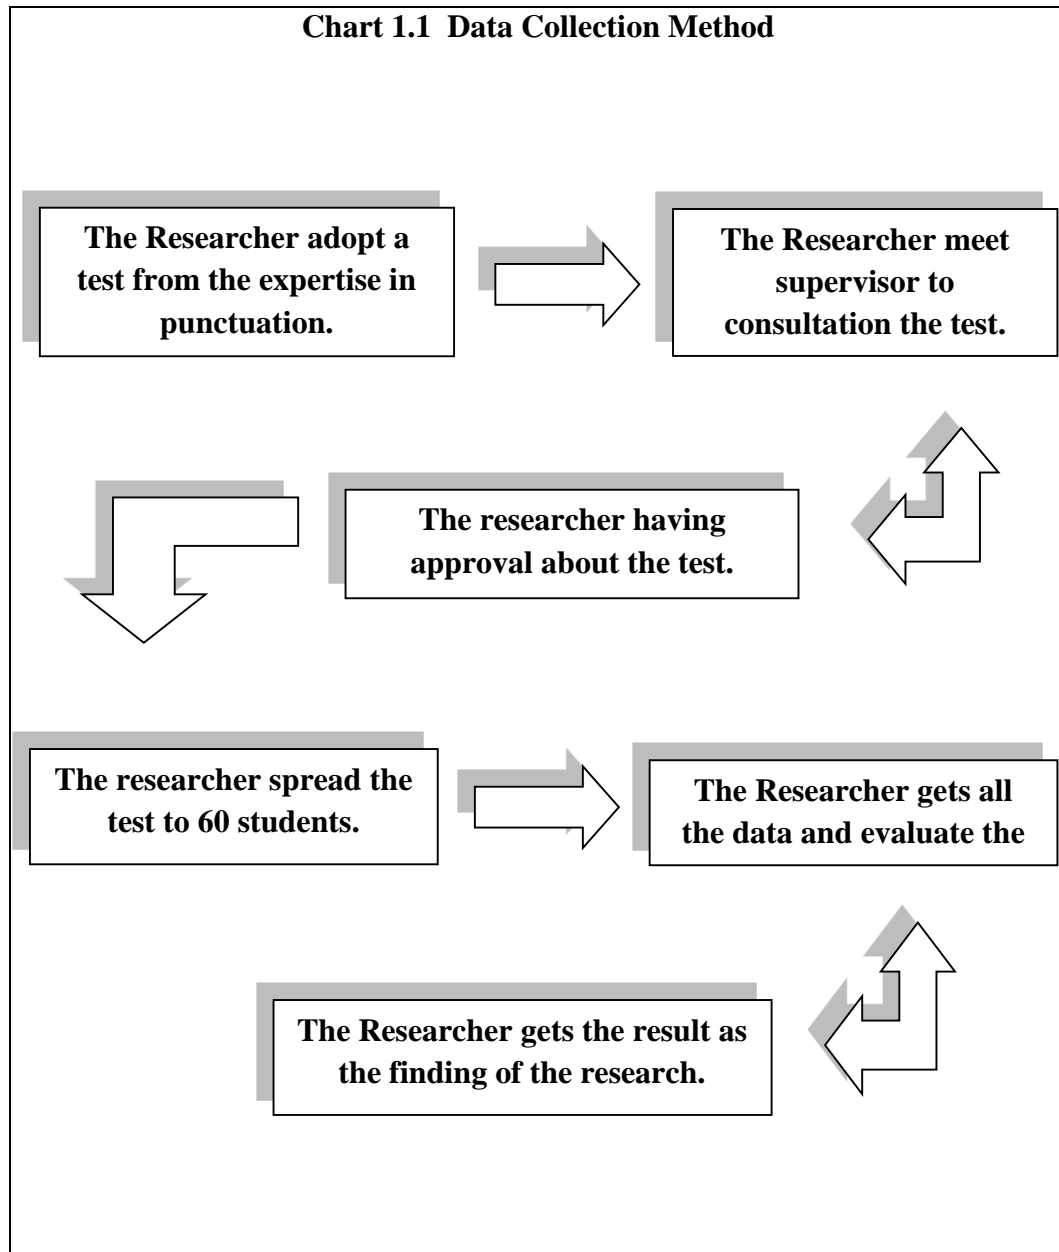 Chart 1.1 Data Collection Method
The Researcher adopt a
test from the expertise in
punctuation.
The Researcher meet
supervisor to
consultation the test.
The researcher having
approval about the test.
The researcher spread the
test to 60 students.
The Researcher gets all
the data and evaluate the
The Researcher gets the result as
the finding of the research.